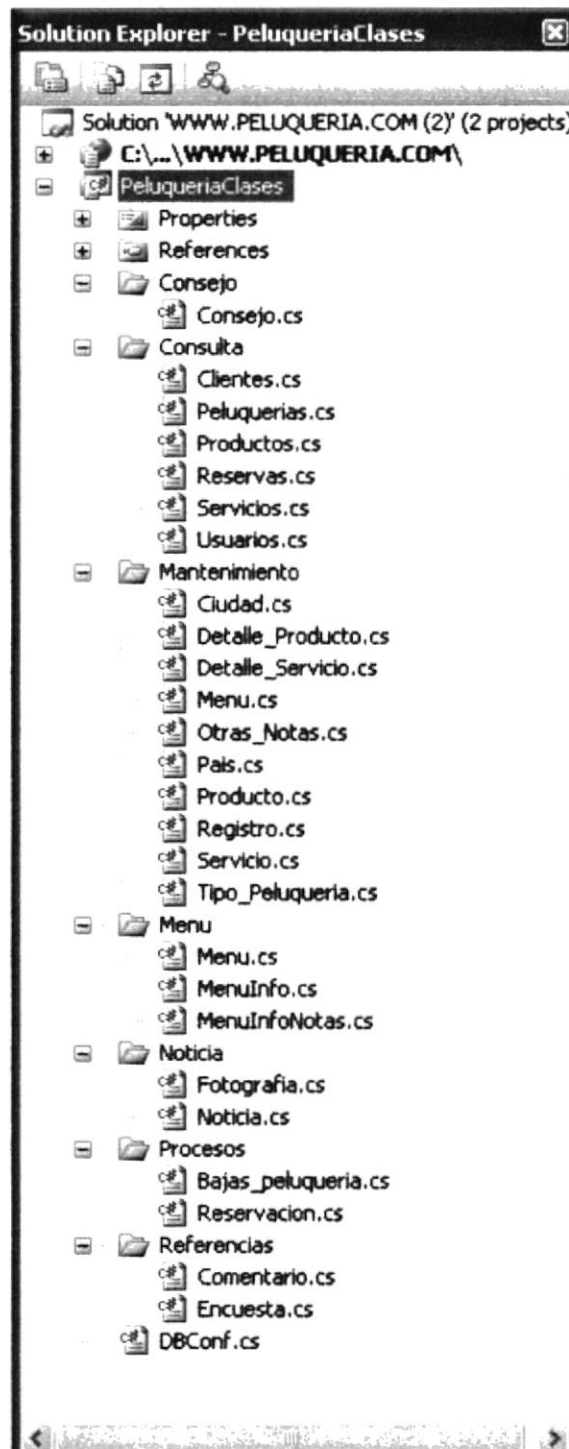 Solution Explorer - PeluqueriaClases
Solution 'WWW.PELUQUERIA.COM (2)' (2 projects)
C:\...\WWW.PELUQUERIA.COM\
PeluqueriaClases
Properties
References
Consejo
Consejo.cs
Consulta
Clientes.cs
Peluquerias.cs
Productos.cs
Reservas.cs
Servicios.cs
Usuarios.cs
Mantenimiento
Ciudad.cs
Detalle_Producto.cs
Detalle_Servicio.cs
Menu.cs
Otras_Notas.cs
Pais.cs
Producto.cs
Registro.cs
Servicio.cs
Tipo_Peluqueria.cs
Menu
Menu.cs
MenuInfo.cs
MenuInfoNotas.cs
Noticia
Fotografia.cs
Noticia.cs
Procesos
Bajas_peluqueria.cs
Reservacion.cs
Referencias
Comentario.cs
Encuesta.cs
DBConf.cs